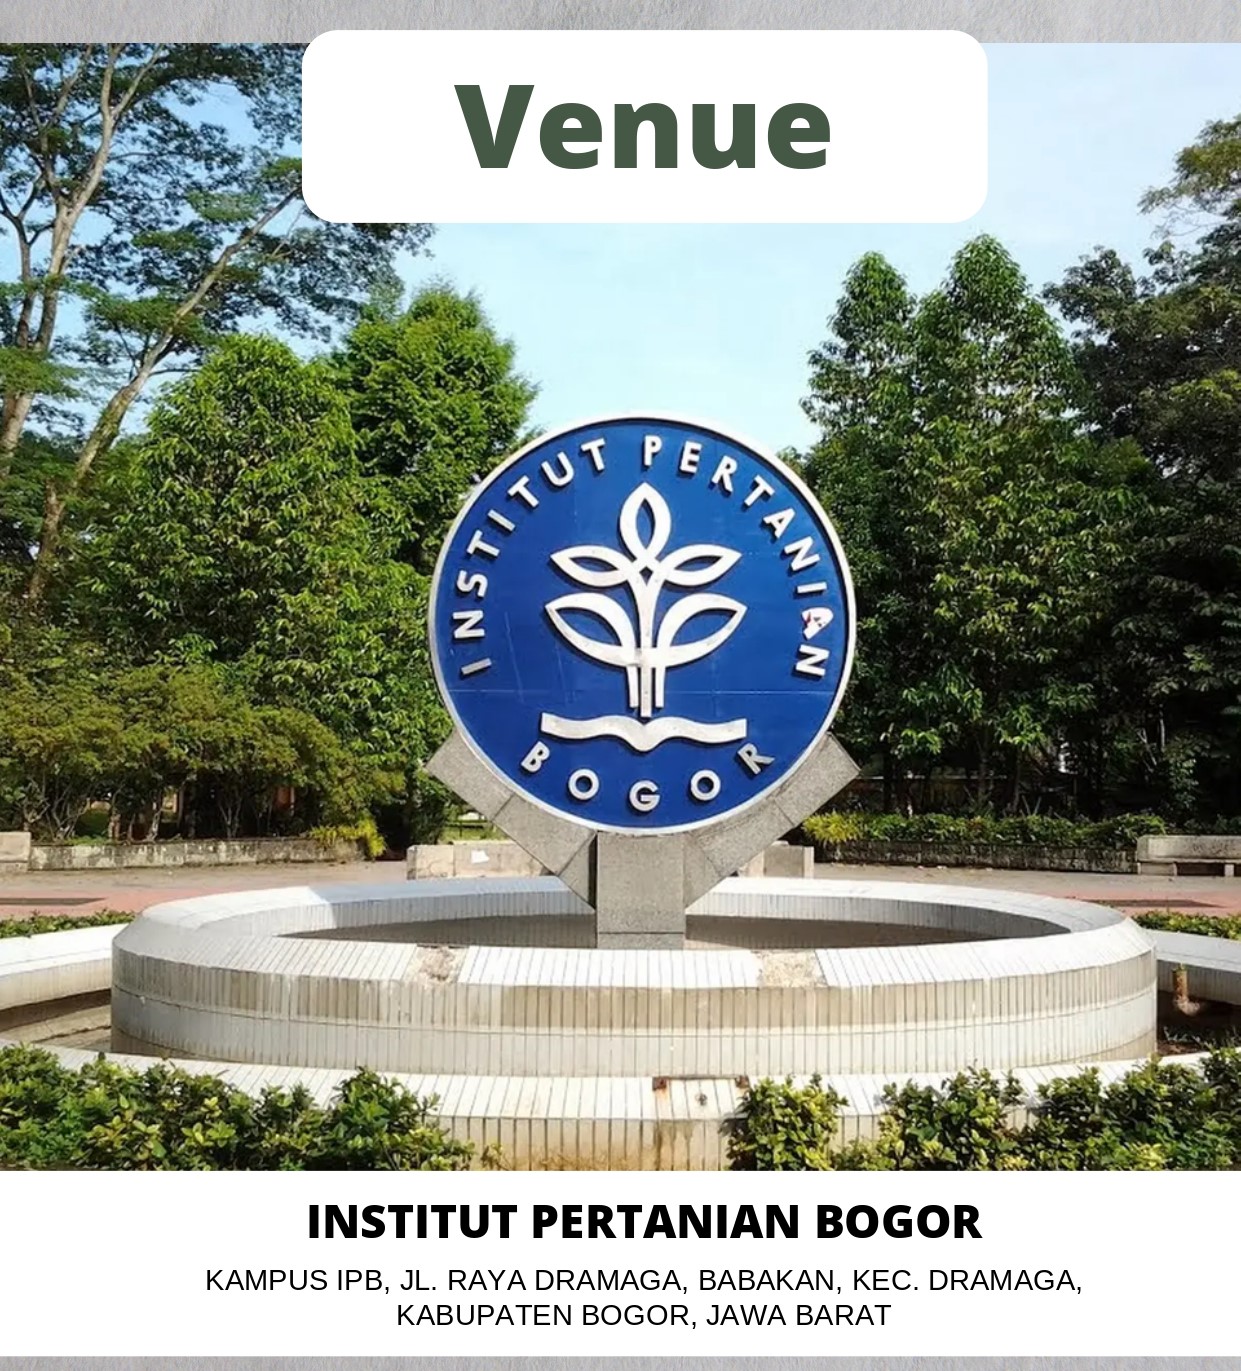 Venue
INSTITUT PERTANIAN
BOGOR
INSTITUT PERTANIAN BOGOR
KAMPUS IPB, JL. RAYA DRAMAGA, BABAKAN, KEC. DRAMAGA,
KABUPATEN BOGOR, JAWA BARAT